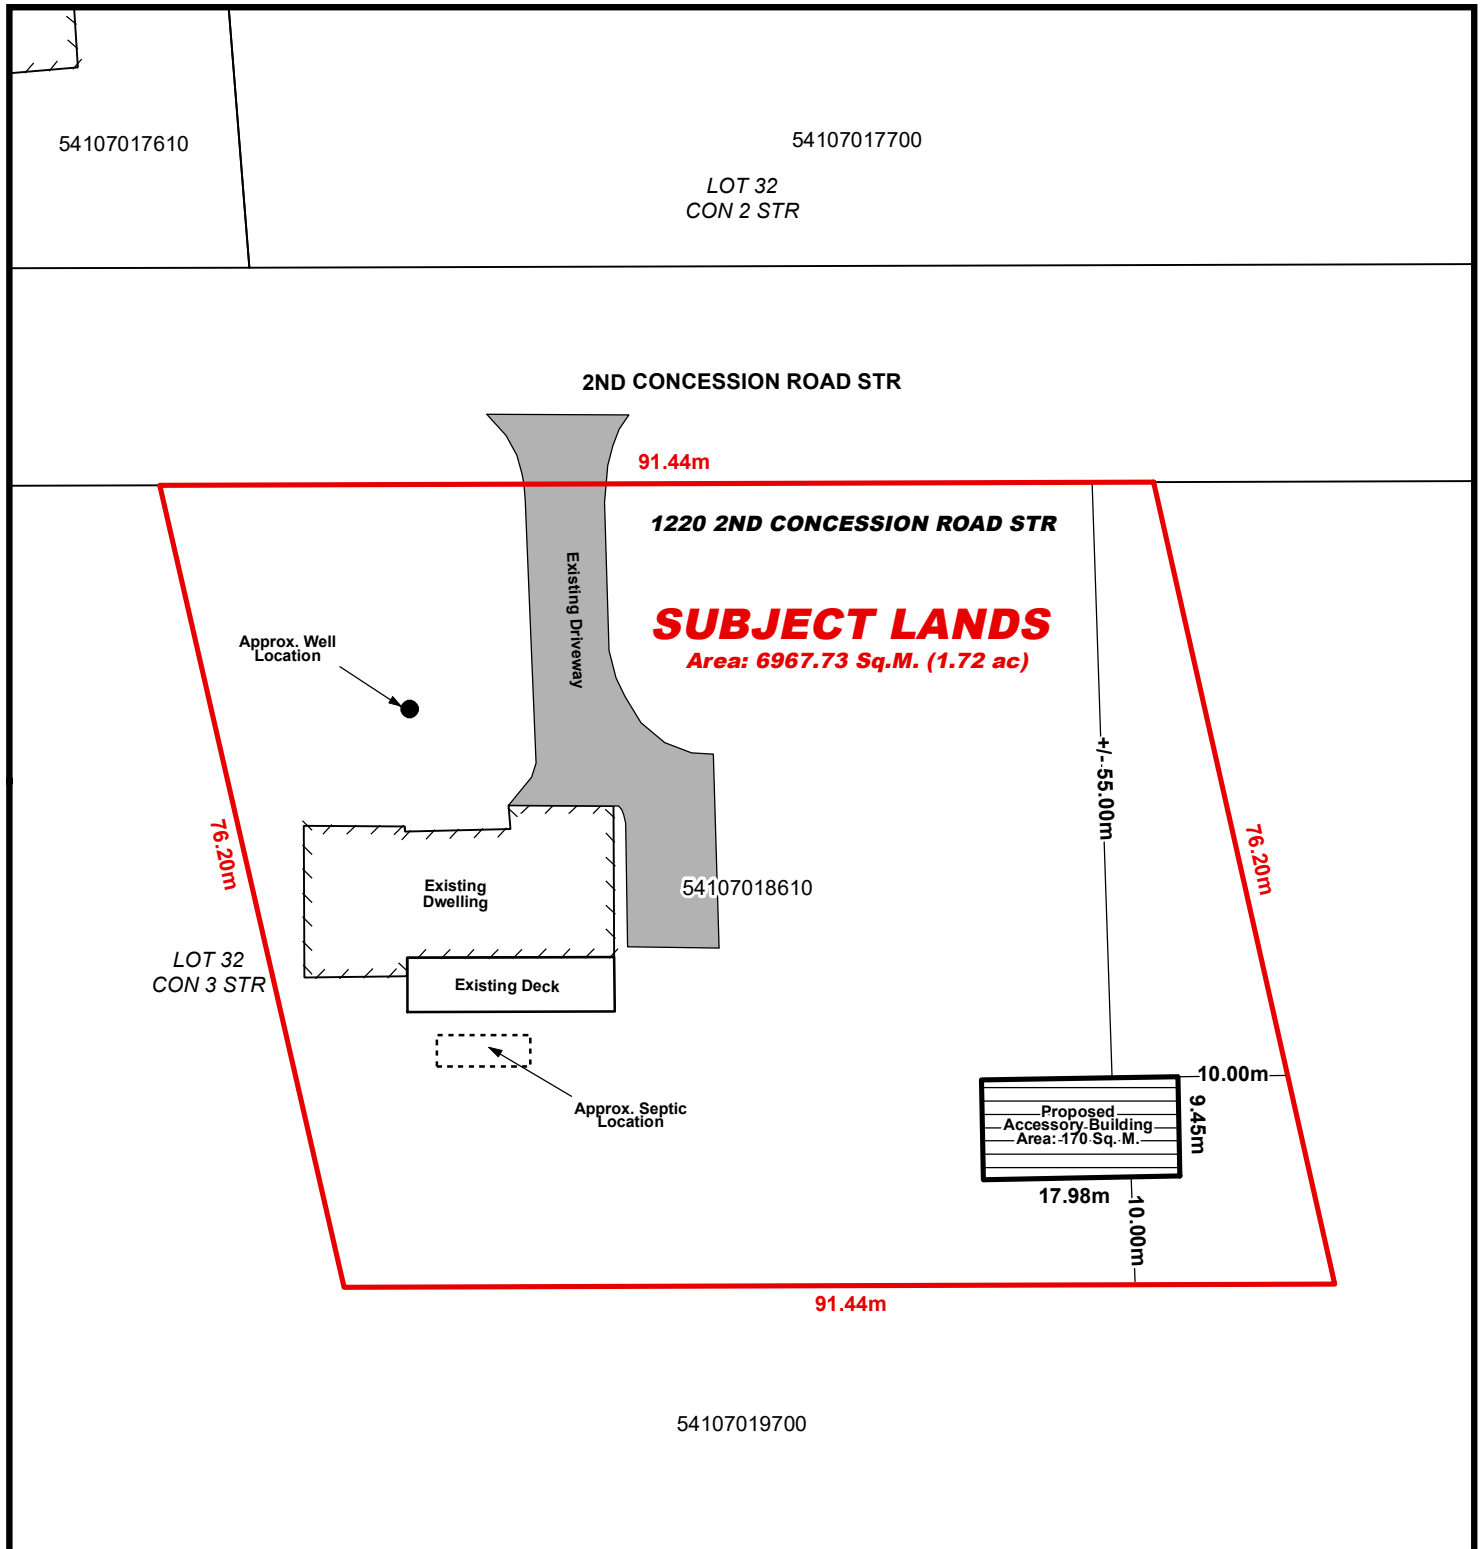 54107017610
54107017700
LOT 32
CON 2 STR
2ND CONCESSION ROAD STR
91.44m
1220 2ND CONCESSION ROAD STR
Existing Driveway
SUBJECT LANDS
Area: 6967.73 Sq.M. (1.72 ac)
Approx. Well
Location
+/- 55.00m
76.20m
76.20m
Existing
Dwelling
54107018610
LOT 32
CON 3 STR
Existing Deck
Approx. Septic
Location
10.00m
9.45m
Proposed
Accessory Building
Area: 170 Sq. M.
17.98m
10.00m
91.44m
54107019700